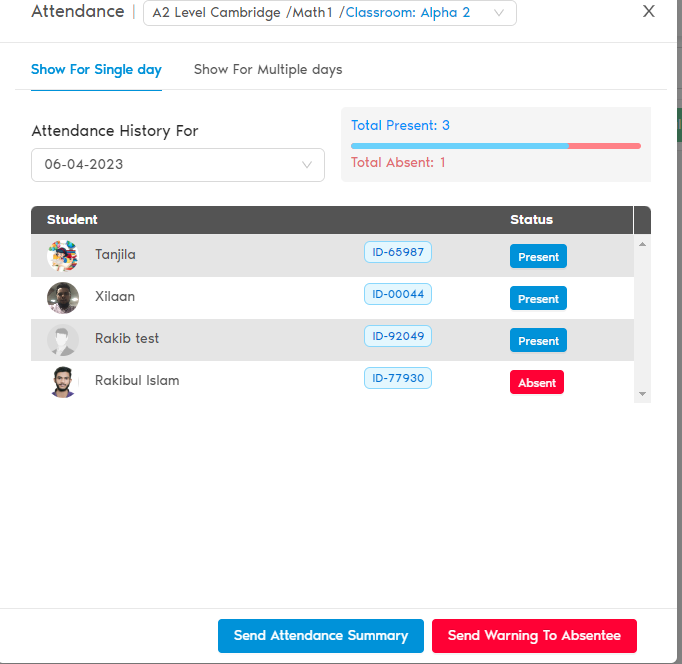 Attendance | A2 Level Cambridge /Math1 /Classroom: Alpha 2 X
Show For Single day Show For Multiple days
Attendance History For
06-04-2023
Total Present: 3
Total Absent: 1
Student Status
Tanjila ID-65987 Present
Xilaan ID-00044 Present
Rakib test ID-92049 Present
Rakibul Islam ID-77930 Absent
Send Attendance Summary Send Warning To Absentee